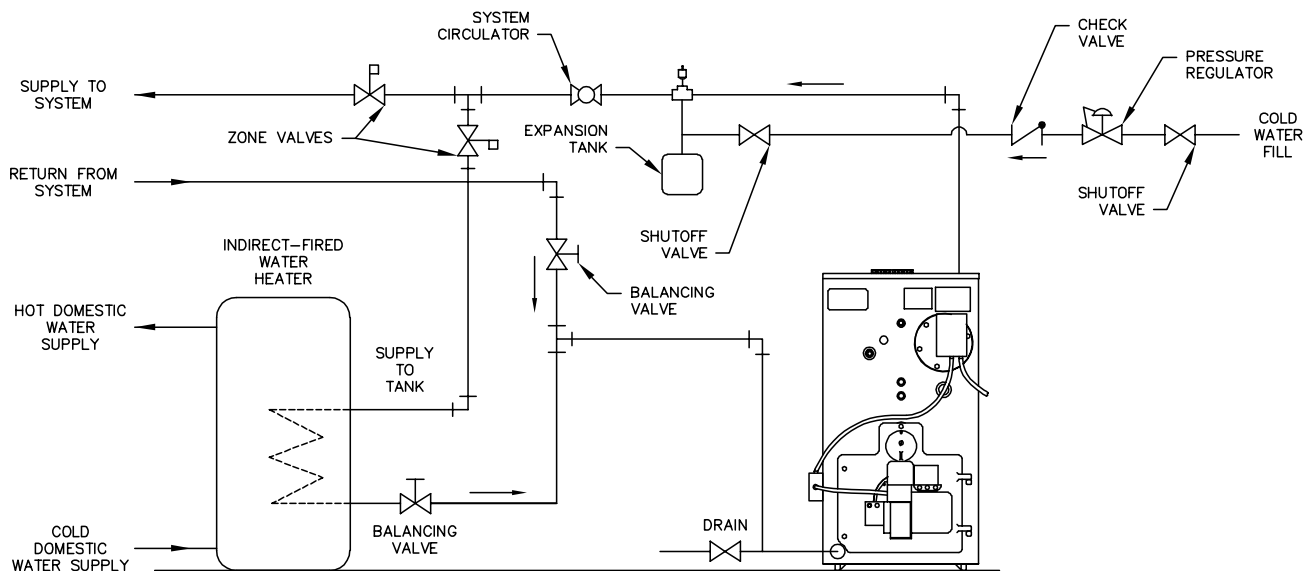 SYSTEM
CIRCULATOR
CHECK
VALVE
PRESSURE
REGULATOR
SUPPLY TO
SYSTEM
ZONE VALVES
EXPANSION
TANK
COLD
WATER
FILL
RETURN FROM
SYSTEM
SHUTOFF
VALVE
SHUTOFF
VALVE
INDIRECT-FIRED
WATER
HEATER
BALANCING
VALVE
HOT DOMESTIC
WATER
SUPPLY
SUPPLY
TO
TANK
BALANCING
VALVE
DRAIN
COLD
DOMESTIC
WATER SUPPLY